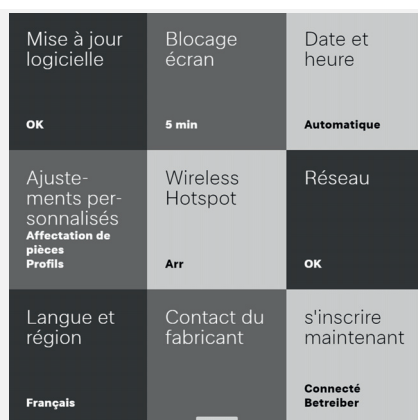 Mise à jour
logicielle
OK
Blocage
écran
5 min
Date et
heure
Automatique
Ajuste-
ments per-
sonnalisés
Affectation de
pièces
Profils
Wireless
Hotspot
Arr
Réseau
OK
Langue et
région
Français
Contact du
fabricant
s'inscrire
maintenant
Connecté
Betreiber